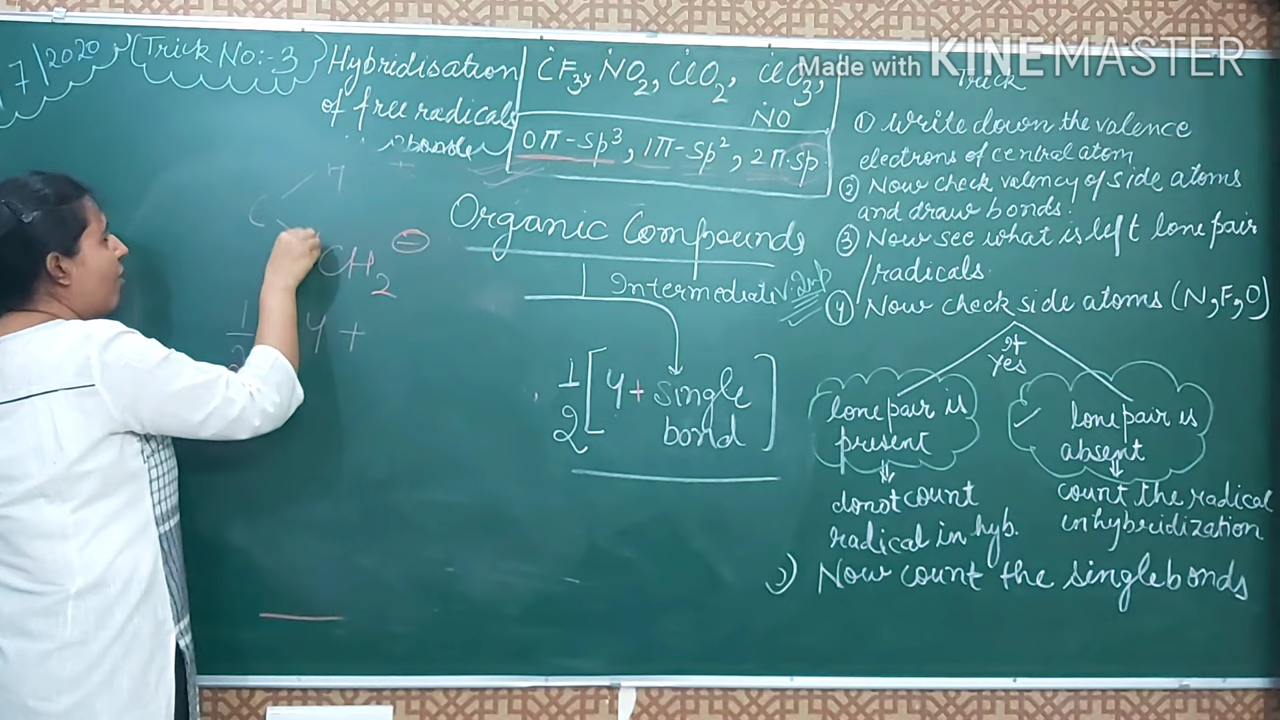 7/2020
(Trick No:-3)
Hybridisation
of free radicals
ĊF3, ṄO2, ĊlO2, ĊlO3,
ṄO
0π-sp³, 1π-sp², 2π-sp
Made with KINEMASTER
Trick
① Write down the valence
electrons of central atom
② Now check valency of side atoms
and draw bonds.
③ Now see what is left lone pair
/radicals.
④ Now check side atoms (N, F, O)
If
Yes
lone pair is
present
donot count
radical in hyb.
lone pair is
absent
count the radical
in hybridization
Now count the single bonds
Organic Compounds
Intermediate V.Imp
1/2 [4 + single
bond]
C
CH2 ⊖
1/2
4 +